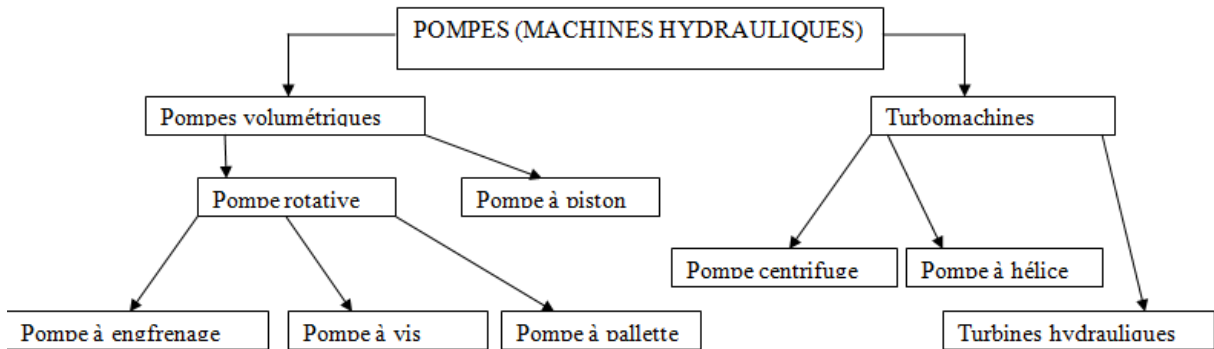 POMPES (MACHINES HYDRAULIQUES)
Pompes volumétriques
Turbomachines
Pompe rotative
Pompe à piston
Pompe centrifuge
Pompe à hélice
Pompe à engfrenage
Pompe à vis
Pompe à pallette
Turbines hydrauliques